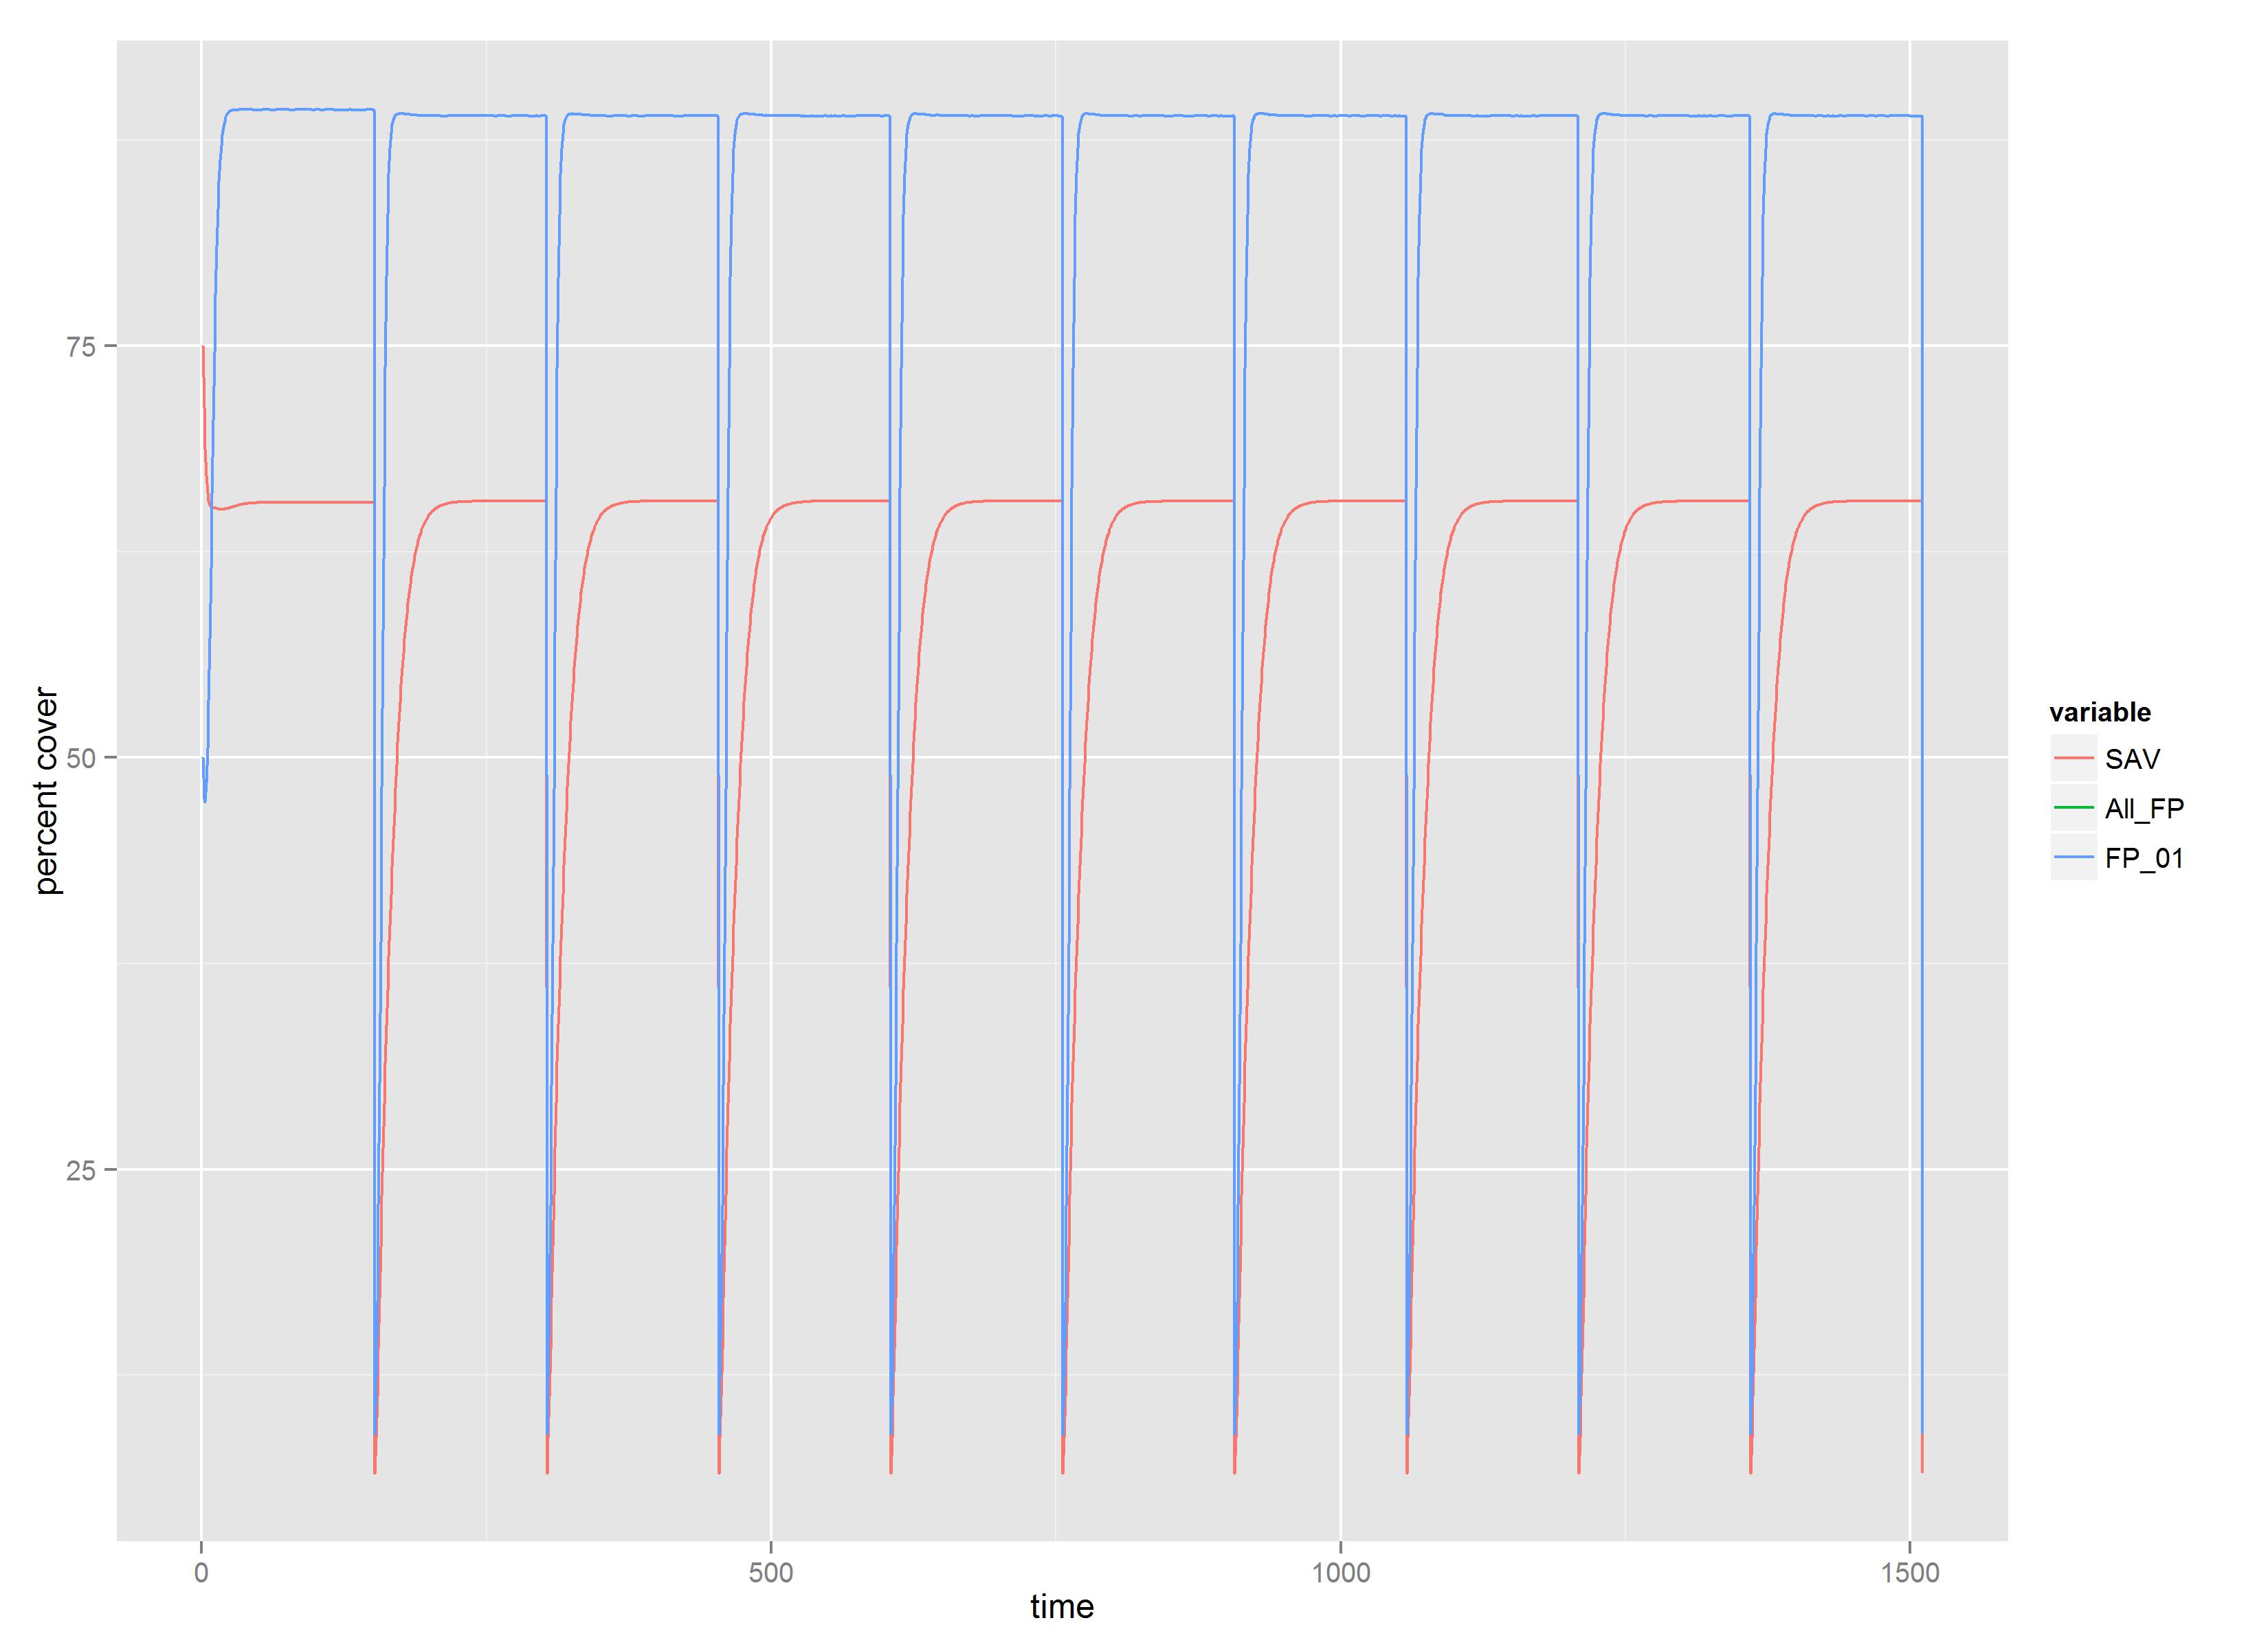 75
50
25
percent cover
0
500
1000
1500
time
variable
SAV
All_FP
FP_01